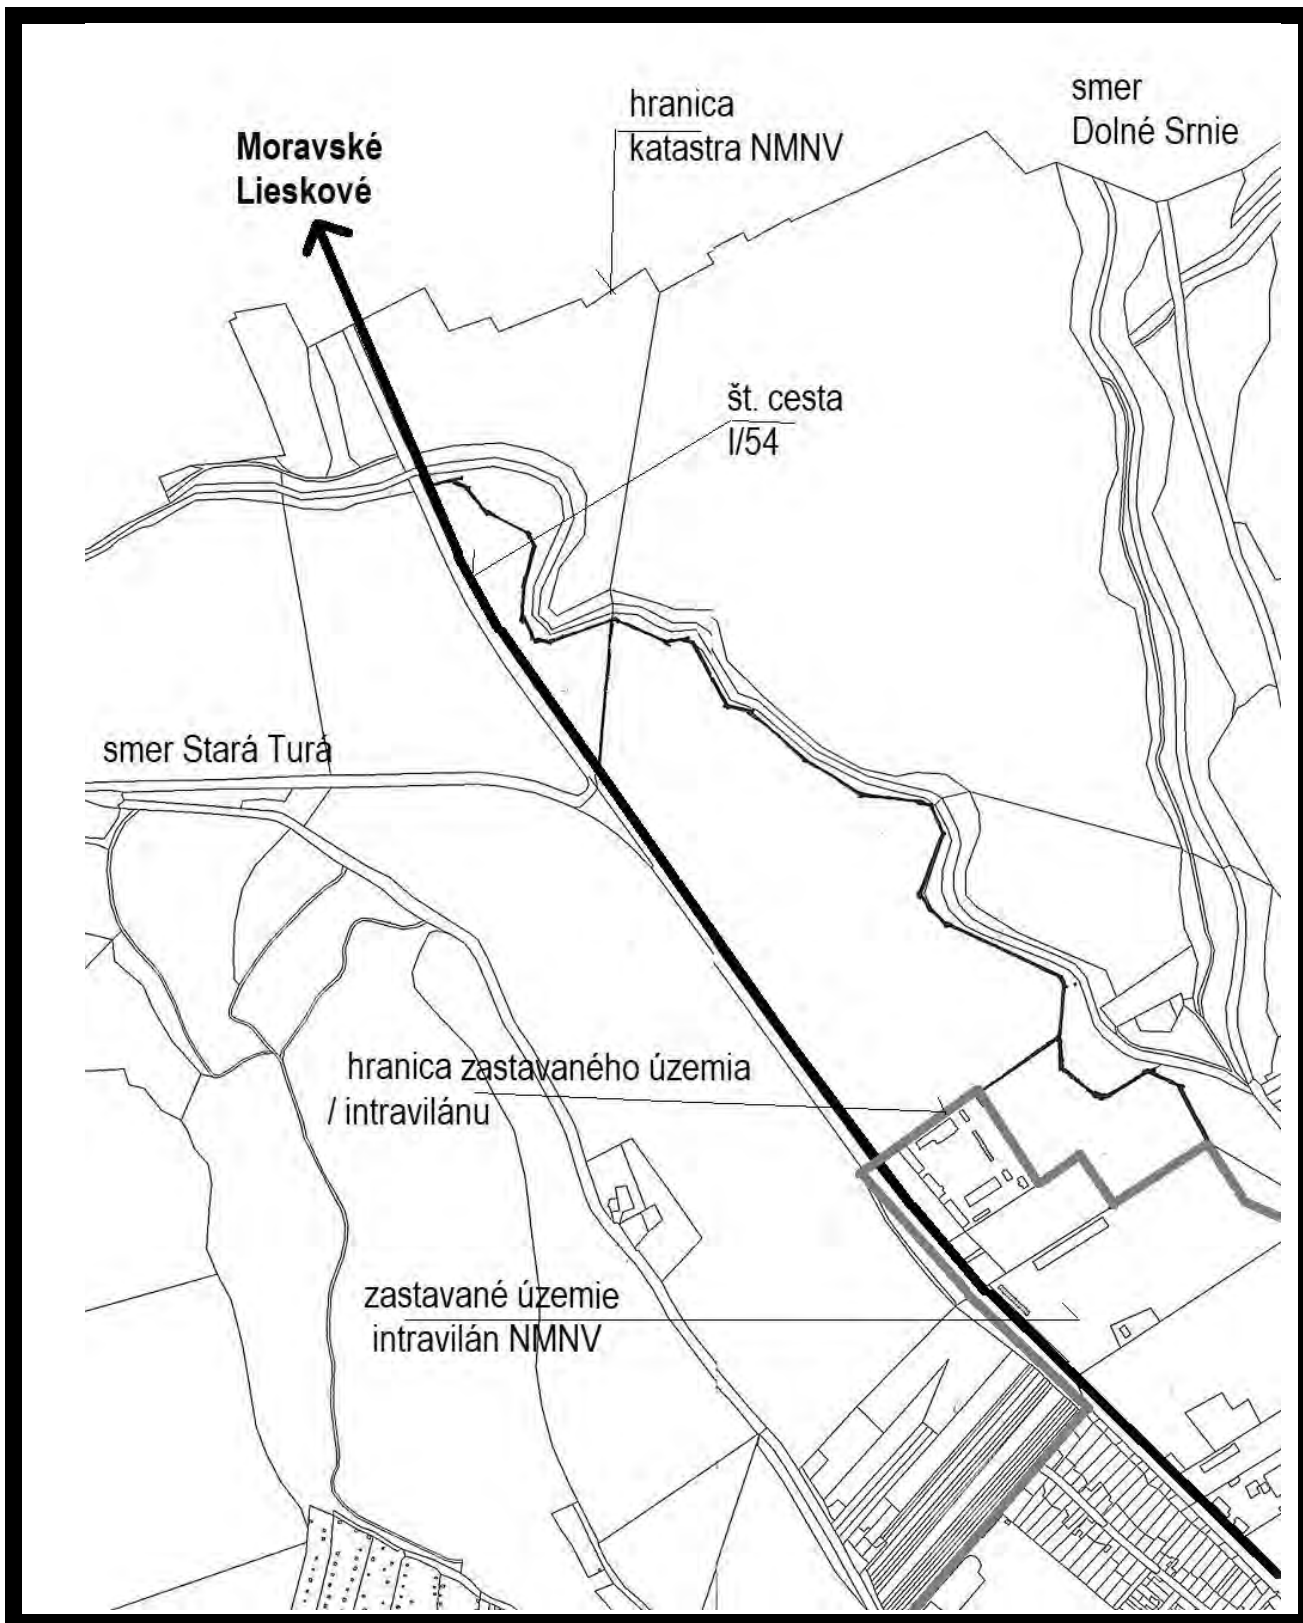 smer
Dolné Srnie
hranica
katastra NMNV
Moravské
Lieskové
št. cesta
I/54
smer Stará Turá
hranica zastavaného územia
/ intravilánu
zastavané územie
intravilán NMNV